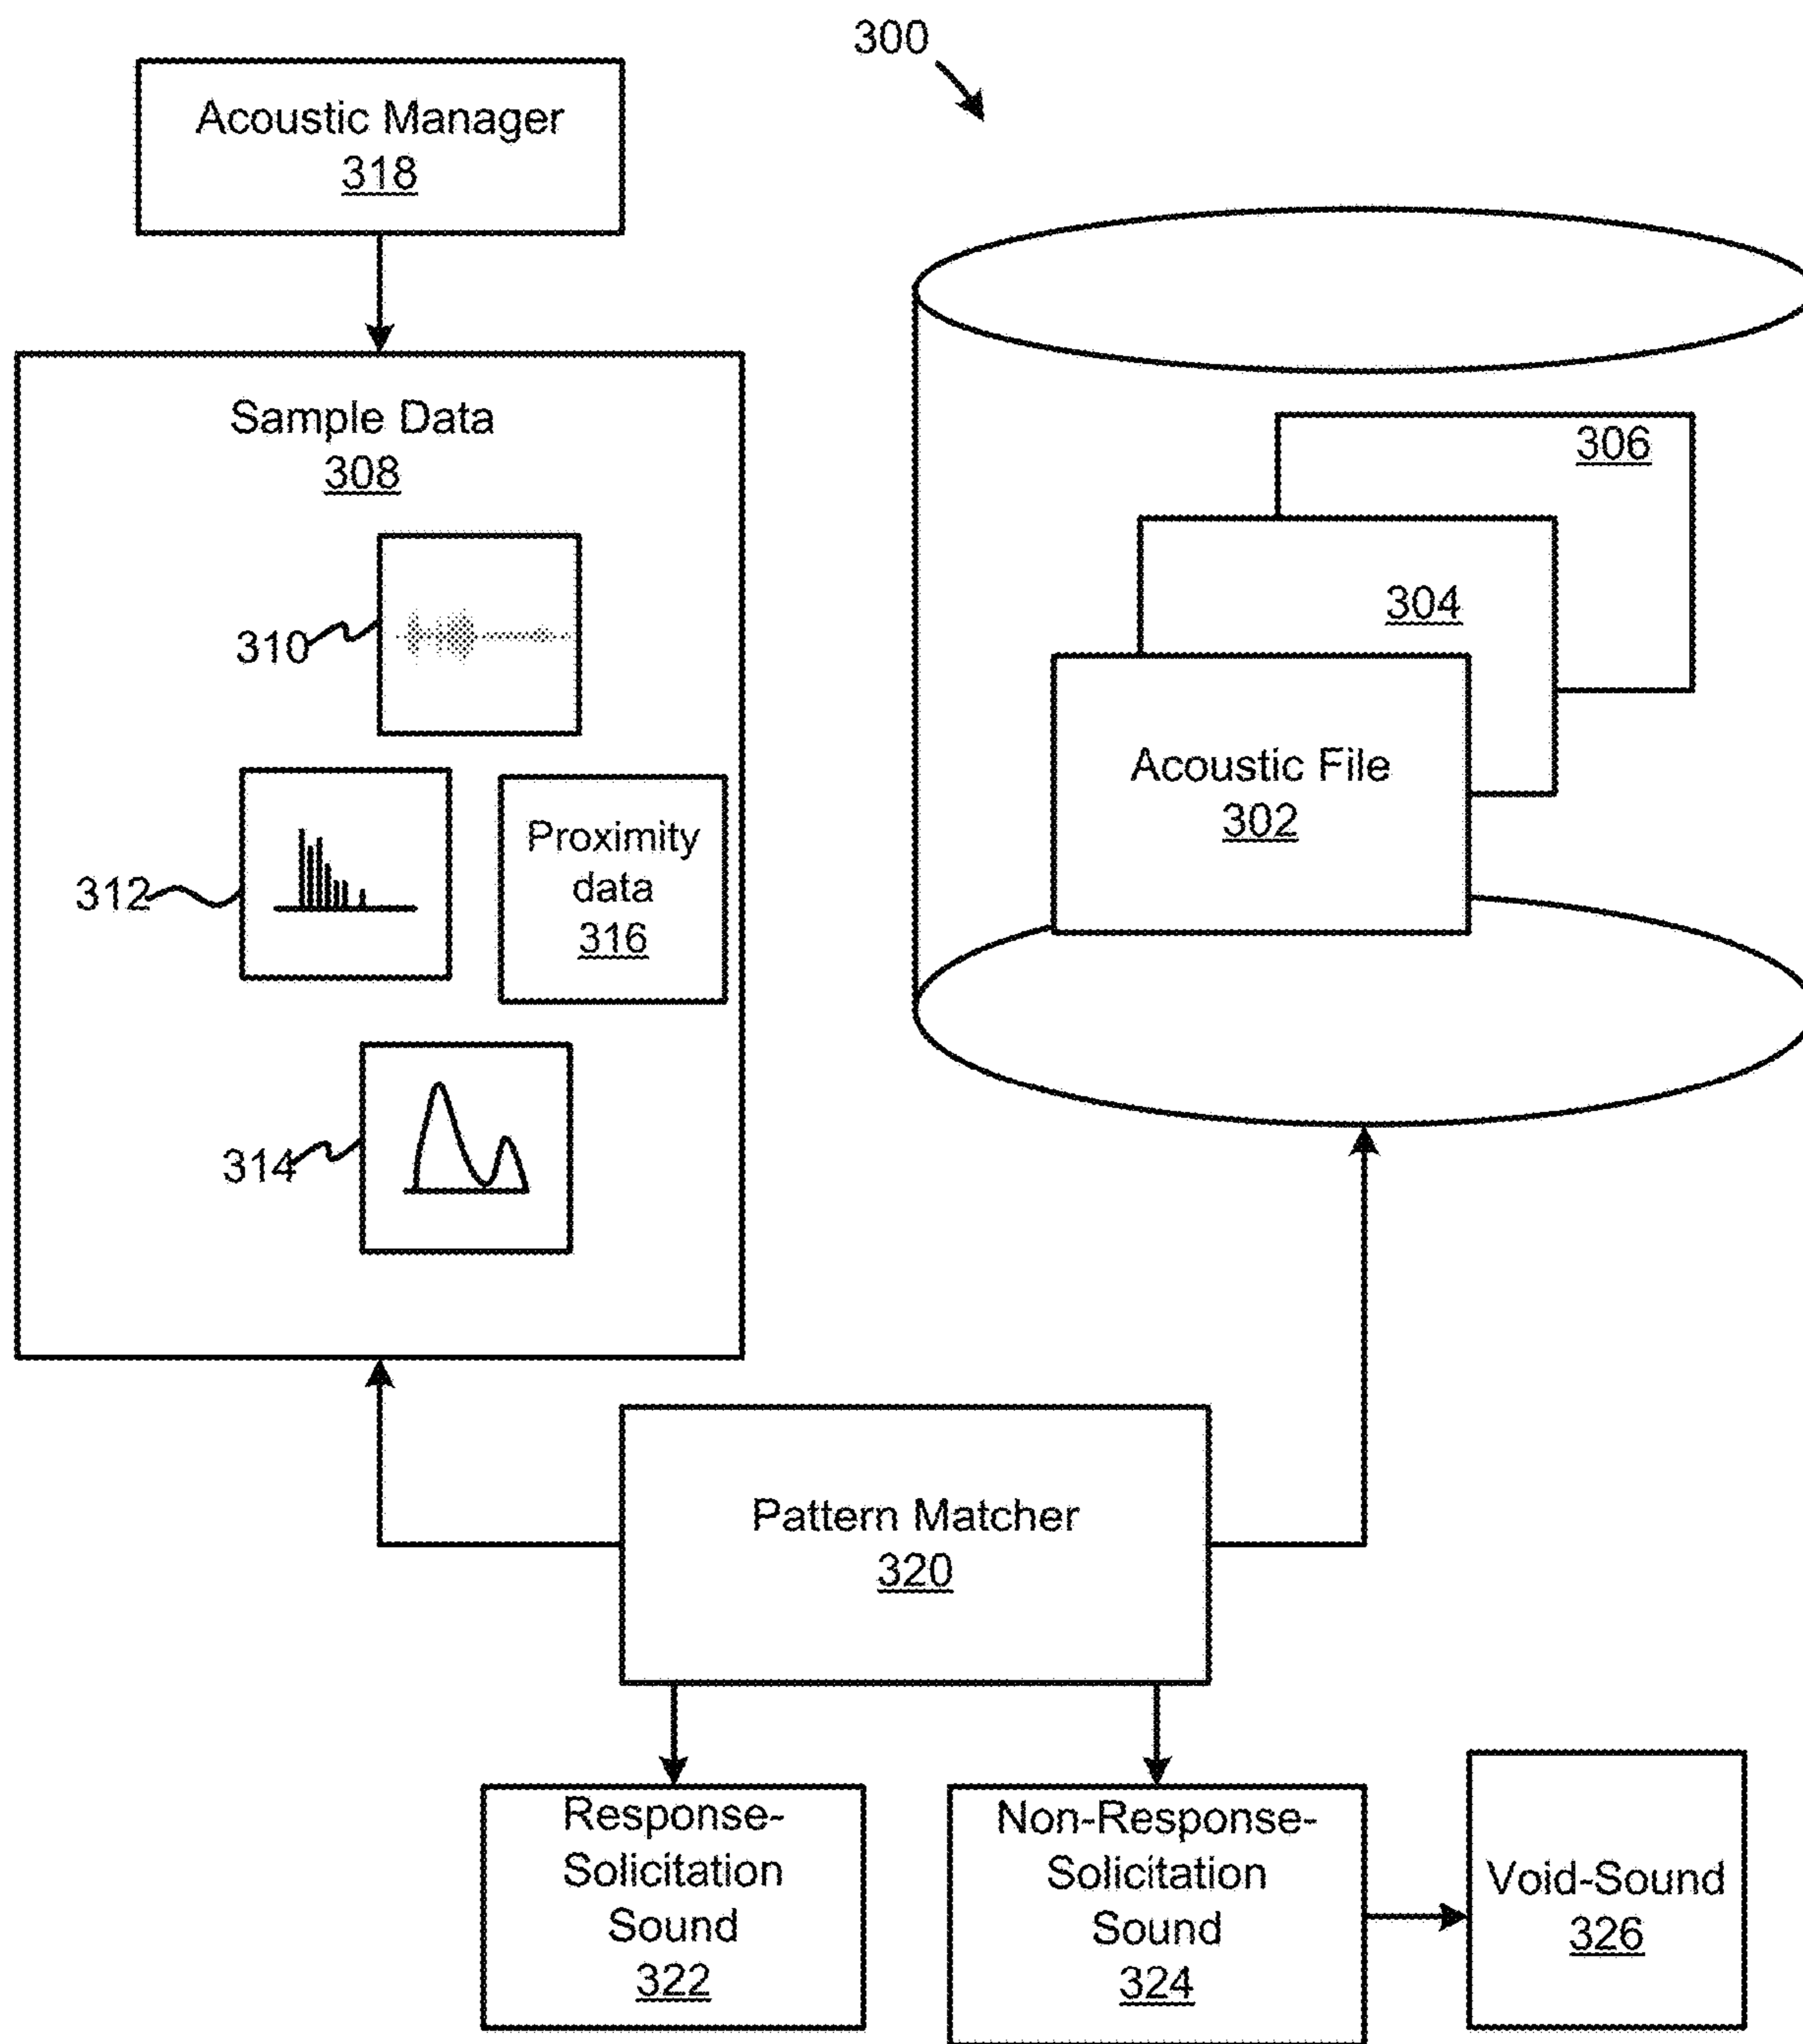 300
Acoustic Manager
318
Sample Data
308
310
312
Proximity
data
316
314
306
304
Acoustic File
302
Pattern Matcher
320
Response-
Solicitation
Sound
322
Non-Response-
Solicitation
Sound
324
Void-Sound
326